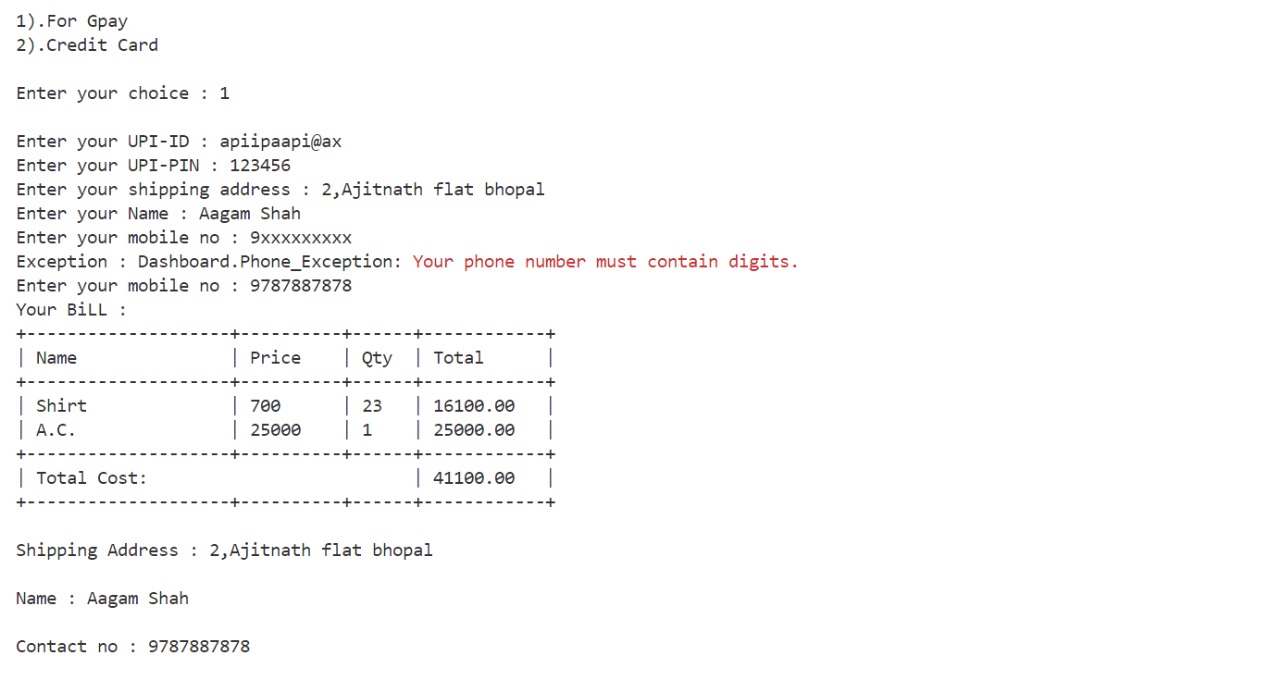 1).For Gpay
2).Credit Card
Enter your choice : 1
Enter your UPI-ID : apiipaapi@ax
Enter your UPI-PIN : 123456
Enter your shipping address : 2,Ajitnath flat bhopal
Enter your Name : Aagam Shah
Enter your mobile no : 9xxxxxxxxx
Exception : Dashboard.Phone_Exception: Your phone number must contain digits.
Enter your mobile no : 9787887878
Your BiLL :
+--------------------+----------+------+------------+
| Name               | Price    | Qty  | Total      |
+--------------------+----------+------+------------+
| Shirt              | 700      | 23   | 16100.00   |
| A.C.               | 25000    | 1    | 25000.00   |
+--------------------+----------+------+------------+
| Total Cost:                          | 41100.00   |
+--------------------+----------+------+------------+
Shipping Address : 2,Ajitnath flat bhopal
Name : Aagam Shah
Contact no : 9787887878